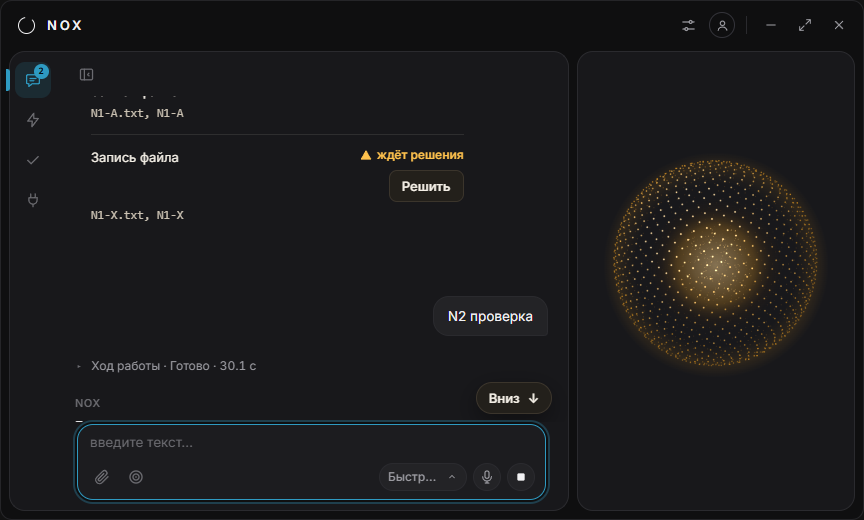 NOX
2
N1-A.txt, N1-A
Запись файла
ждёт решения
Решить
N1-X.txt, N1-X
N2 проверка
Ход работы · Готово · 30.1 с
NOX
Вниз ↓
введите текст...
Быстр...